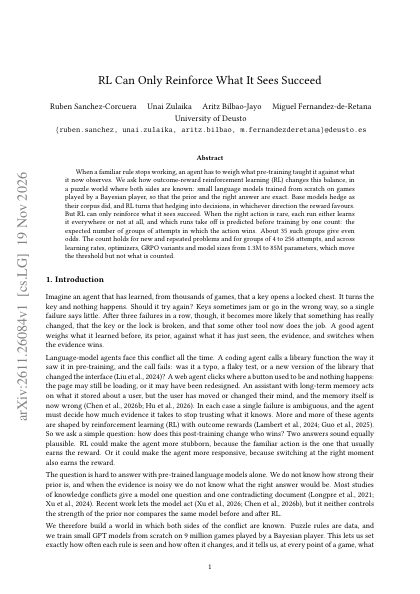 RL Can Only Reinforce What It Sees Succeed
Ruben Sanchez-Corcuera Unai Zulaika Aritz Bilbao-Jayo Miguel Fernandez-de-Retana
University of Deusto
{ruben.sanchez, unai.zulaika, aritz.bilbao, m.fernandezderetana}@deusto.es
Abstract
When a familiar rule stops working, an agent has to weigh what pre-training taught it against what
it now observes. We ask how outcome-reward reinforcement learning (RL) changes this balance, in
a puzzle world where both sides are known: small language models trained from scratch on games
played by a Bayesian player, so that the prior and the right answer are exact. Base models hedge as
their corpus did, and RL turns that hedging into decisions, in whichever direction the reward favours.
But RL can only reinforce what it sees succeed. When the right action is rare, each run either learns
it everywhere or not at all, and which runs take off is predicted before training by one count: the
expected number of groups of attempts in which the action wins. About 35 such groups give even
odds. The count holds for new and repeated problems and for groups of 4 to 256 attempts, and across
learning rates, optimizers, GRPO variants and model sizes from 1.3M to 85M parameters, which move
the threshold but not what is counted.
1. Introduction
Imagine an agent that has learned, from thousands of games, that a key opens a locked chest. It turns the
key and nothing happens. Should it try again? Keys sometimes jam or go in the wrong way, so a single
failure says little. After three failures in a row, though, it becomes more likely that something has really
changed, that the key or the lock is broken, and that some other tool now does the job. A good agent
weighs what it learned before, its prior, against what it has just seen, the evidence, and switches when
the evidence wins.
Language-model agents face this conflict all the time. A coding agent calls a library function the way it
saw it in pre-training, and the call fails: was it a typo, a flaky test, or a new version of the library that
changed the interface (Liu et al., 2024)? A web agent clicks where a button used to be and nothing happens:
the page may still be loading, or it may have been redesigned. An assistant with long-term memory acts
on what it stored about a user, but the user has moved or changed their mind, and the memory itself is
now wrong (Chen et al., 2026b; Hu et al., 2026). In each case a single failure is ambiguous, and the agent
must decide how much evidence it takes to stop trusting what it knows. More and more of these agents
are shaped by reinforcement learning (RL) with outcome rewards (Lambert et al., 2024; Guo et al., 2025).
So we ask a simple question: how does this post-training change who wins? Two answers sound equally
plausible. RL could make the agent more stubborn, because the familiar action is the one that usually
earns the reward. Or it could make the agent more responsive, because switching at the right moment
also earns the reward.
The question is hard to answer with pre-trained language models alone. We do not know how strong their
prior is, and when the evidence is noisy we do not know what the right answer would be. Most studies
of knowledge conflicts give a model one question and one contradicting document (Longpre et al., 2021;
Xu et al., 2024). Recent work lets the model act (Xu et al., 2026; Chen et al., 2026b), but it neither controls
the strength of the prior nor compares the same model before and after RL.
We therefore build a world in which both sides of the conflict are known. Puzzle rules are data, and
we train small GPT models from scratch on 9 million games played by a Bayesian player. This lets us set
exactly how often each rule is seen and how often it changes, and it tells us, at every point of a game, what
1
arXiv:2611.26084v1 [cs.LG] 19 Nov 2026